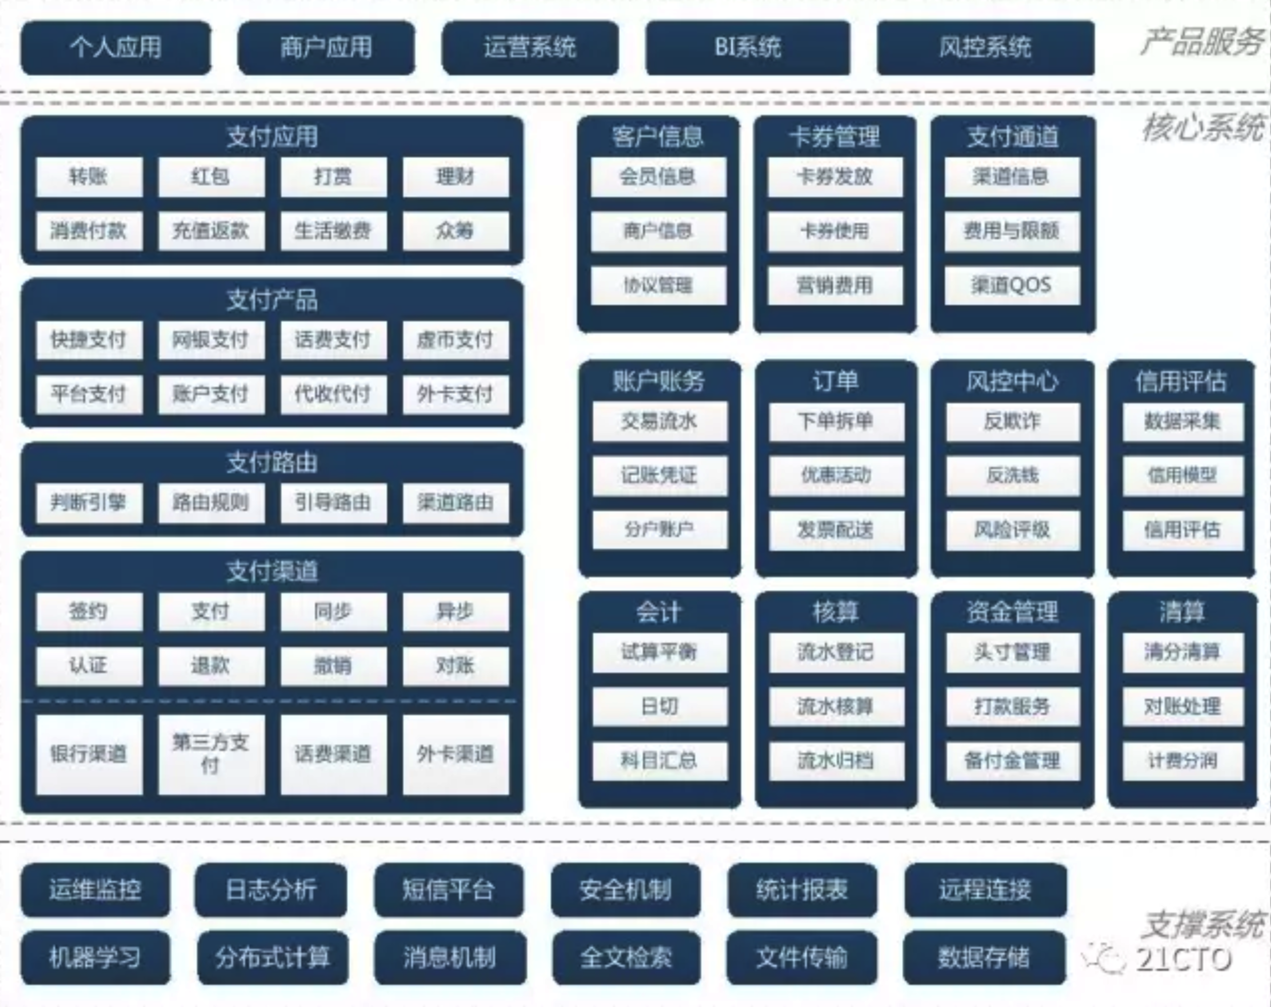 个人应用
商户应用
运营系统
BI系统
风控系统
产品服务
核心系统
支付应用
转账
红包
打赏
理财
消费付款
充值返款
生活缴费
众筹
支付产品
快捷支付
网银支付
话费支付
虚币支付
平台支付
账户支付
代收代付
外卡支付
支付路由
判断引擎
路由规则
引导路由
渠道路由
支付渠道
签约
支付
同步
异步
认证
退款
撤销
对账
银行渠道
第三方支
付
话费渠道
外卡渠道
客户信息
会员信息
商户信息
协议管理
卡券管理
卡券发放
卡券使用
营销费用
支付通道
渠道信息
费用与限额
渠道QOS
账户账务
交易流水
记账凭证
分户账户
订单
下单拆单
优惠活动
发票配送
风控中心
反欺诈
反洗钱
风险评级
信用评估
数据采集
信用模型
信用评估
会计
试算平衡
日切
科目汇总
核算
流水登记
流水核算
流水归档
资金管理
头寸管理
打款服务
备付金管理
清算
清分清算
对账处理
计费分润
运维监控
日志分析
短信平台
安全机制
统计报表
远程连接
支撑系统
机器学习
分布式计算
消息机制
全文检索
文件传输
数据存储
21CTO